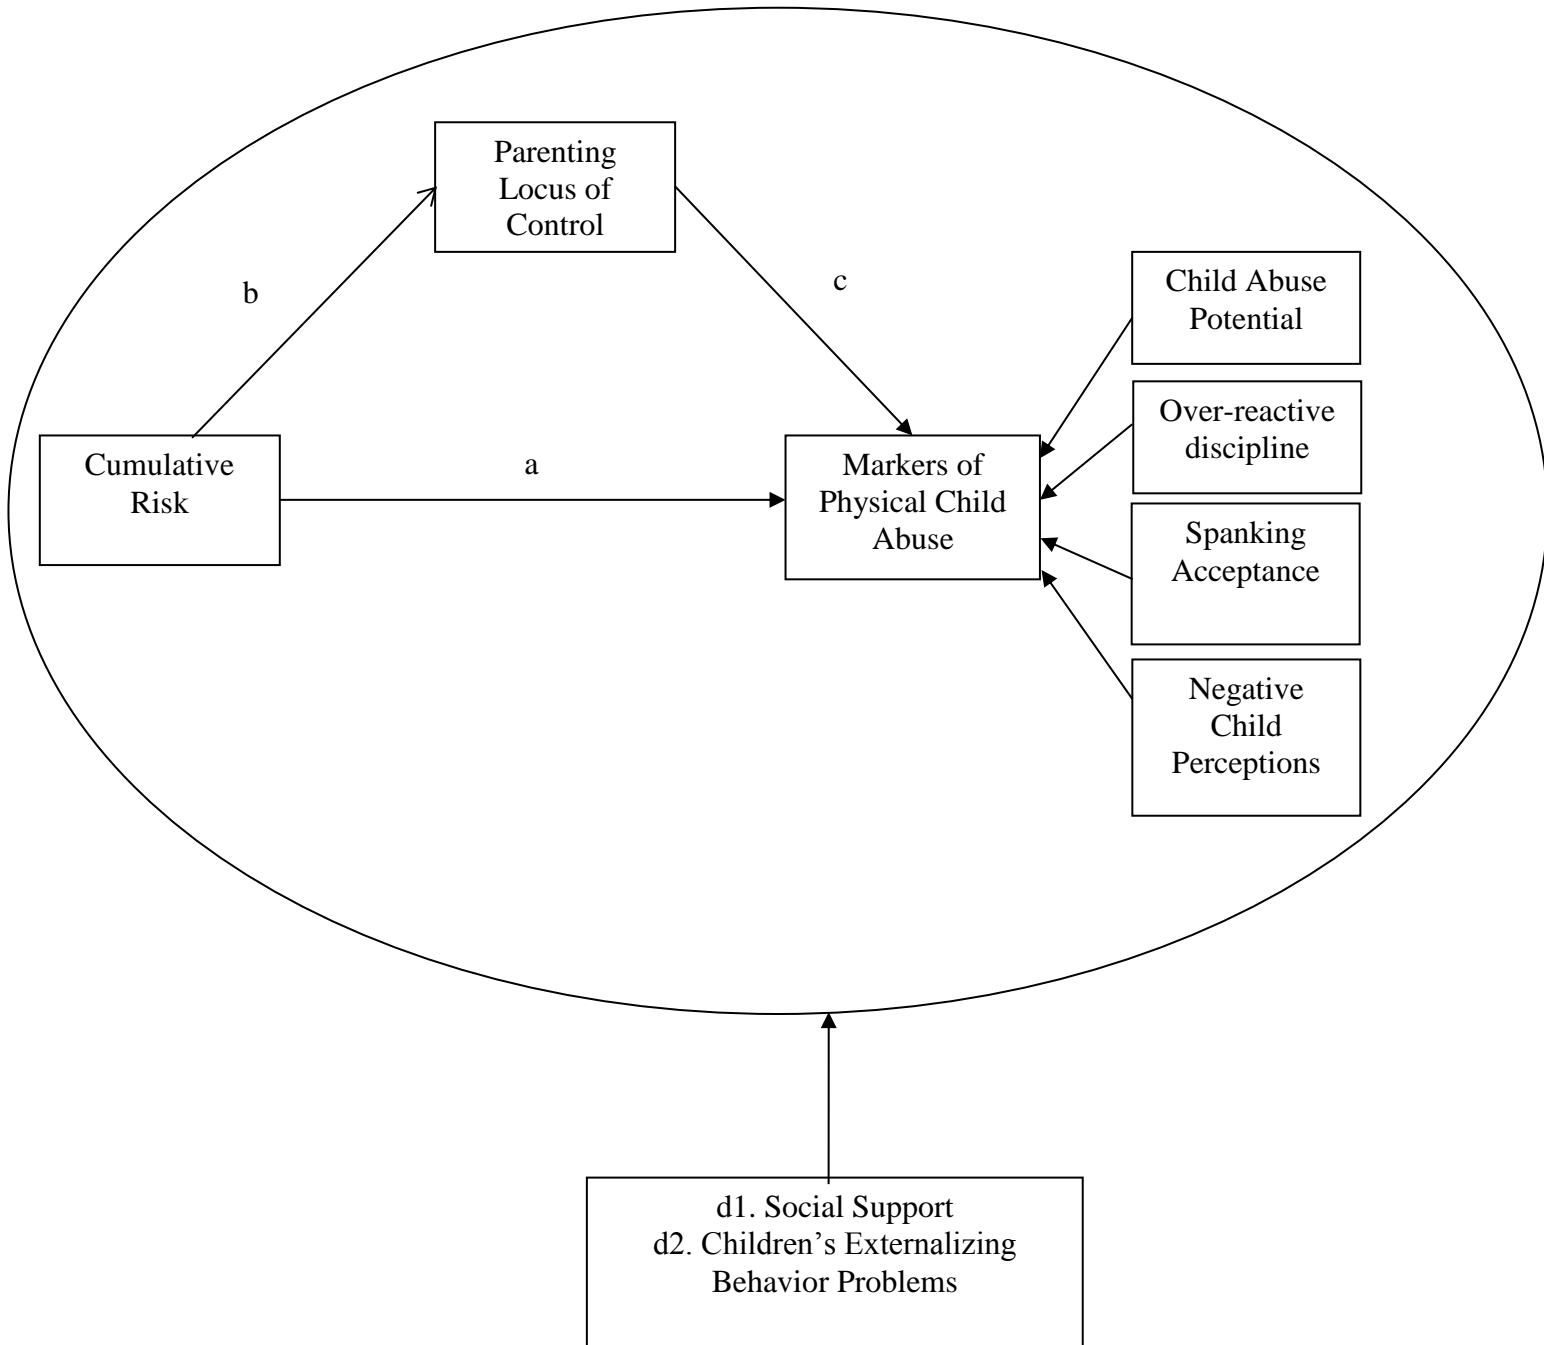 Parenting
Locus of
Control
b
c
Child Abuse
Potential
Over-reactive
discipline
Cumulative
Risk
a
Markers of
Physical Child
Abuse
Spanking
Acceptance
Negative
Child
Perceptions
d1. Social Support
d2. Children’s Externalizing
Behavior Problems